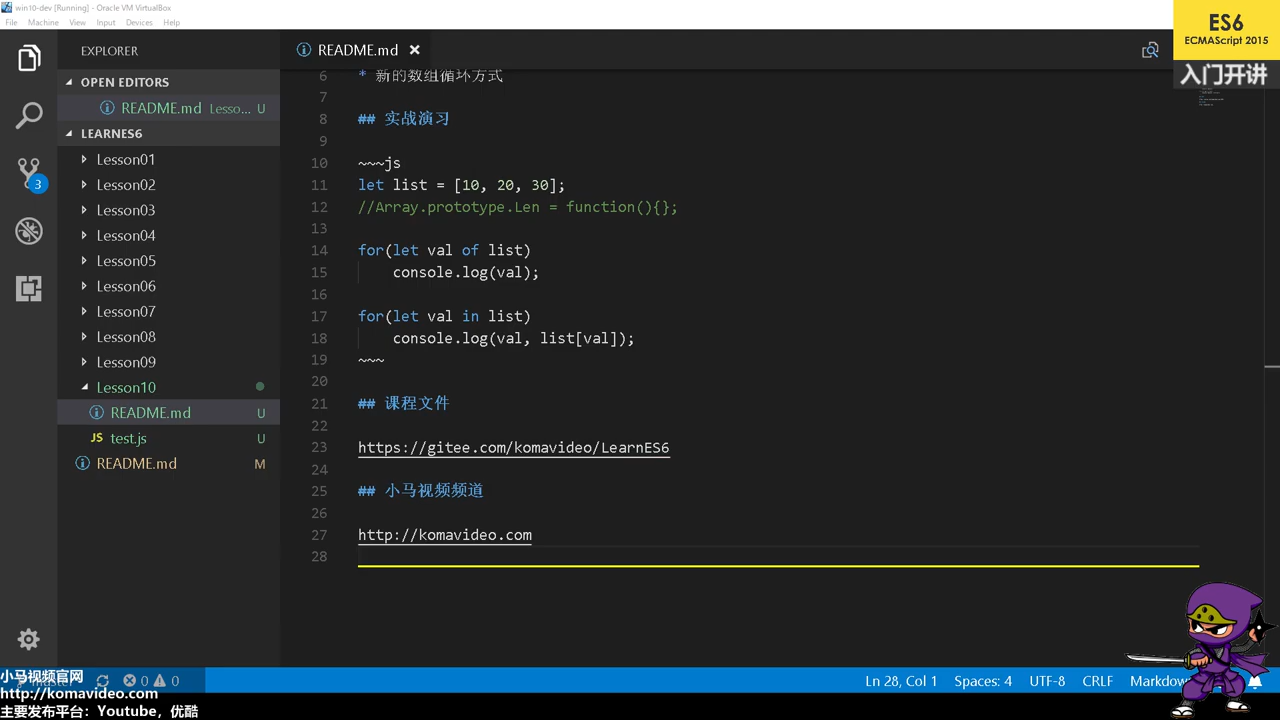 win10-dev [Running] - Oracle VM VirtualBox
File Machine View Input Devices Help
ES6
ECMAScript 2015
入门开讲
EXPLORER
OPEN EDITORS
README.md Lesso... U
LEARNES6
Lesson01
Lesson02
Lesson03
Lesson04
Lesson05
Lesson06
Lesson07
Lesson08
Lesson09
Lesson10
README.md U
JS test.js U
README.md M
3
README.md
6 * 新的数组循环方式
7
8 ## 实战演习
9
10 ~~~js
11 let list = [10, 20, 30];
12 //Array.prototype.Len = function(){};
13
14 for(let val of list)
15 console.log(val);
16
17 for(let val in list)
18 console.log(val, list[val]);
19 ~~~
20
21 ## 课程文件
22
23 https://gitee.com/komavideo/LearnES6
24
25 ## 小马视频频道
26
27 http://komavideo.com
28
0 0
Ln 28, Col 1 Spaces: 4 UTF-8 CRLF
小马视频官网
http://komavideo.com
主要发布平台：Youtube，优酷